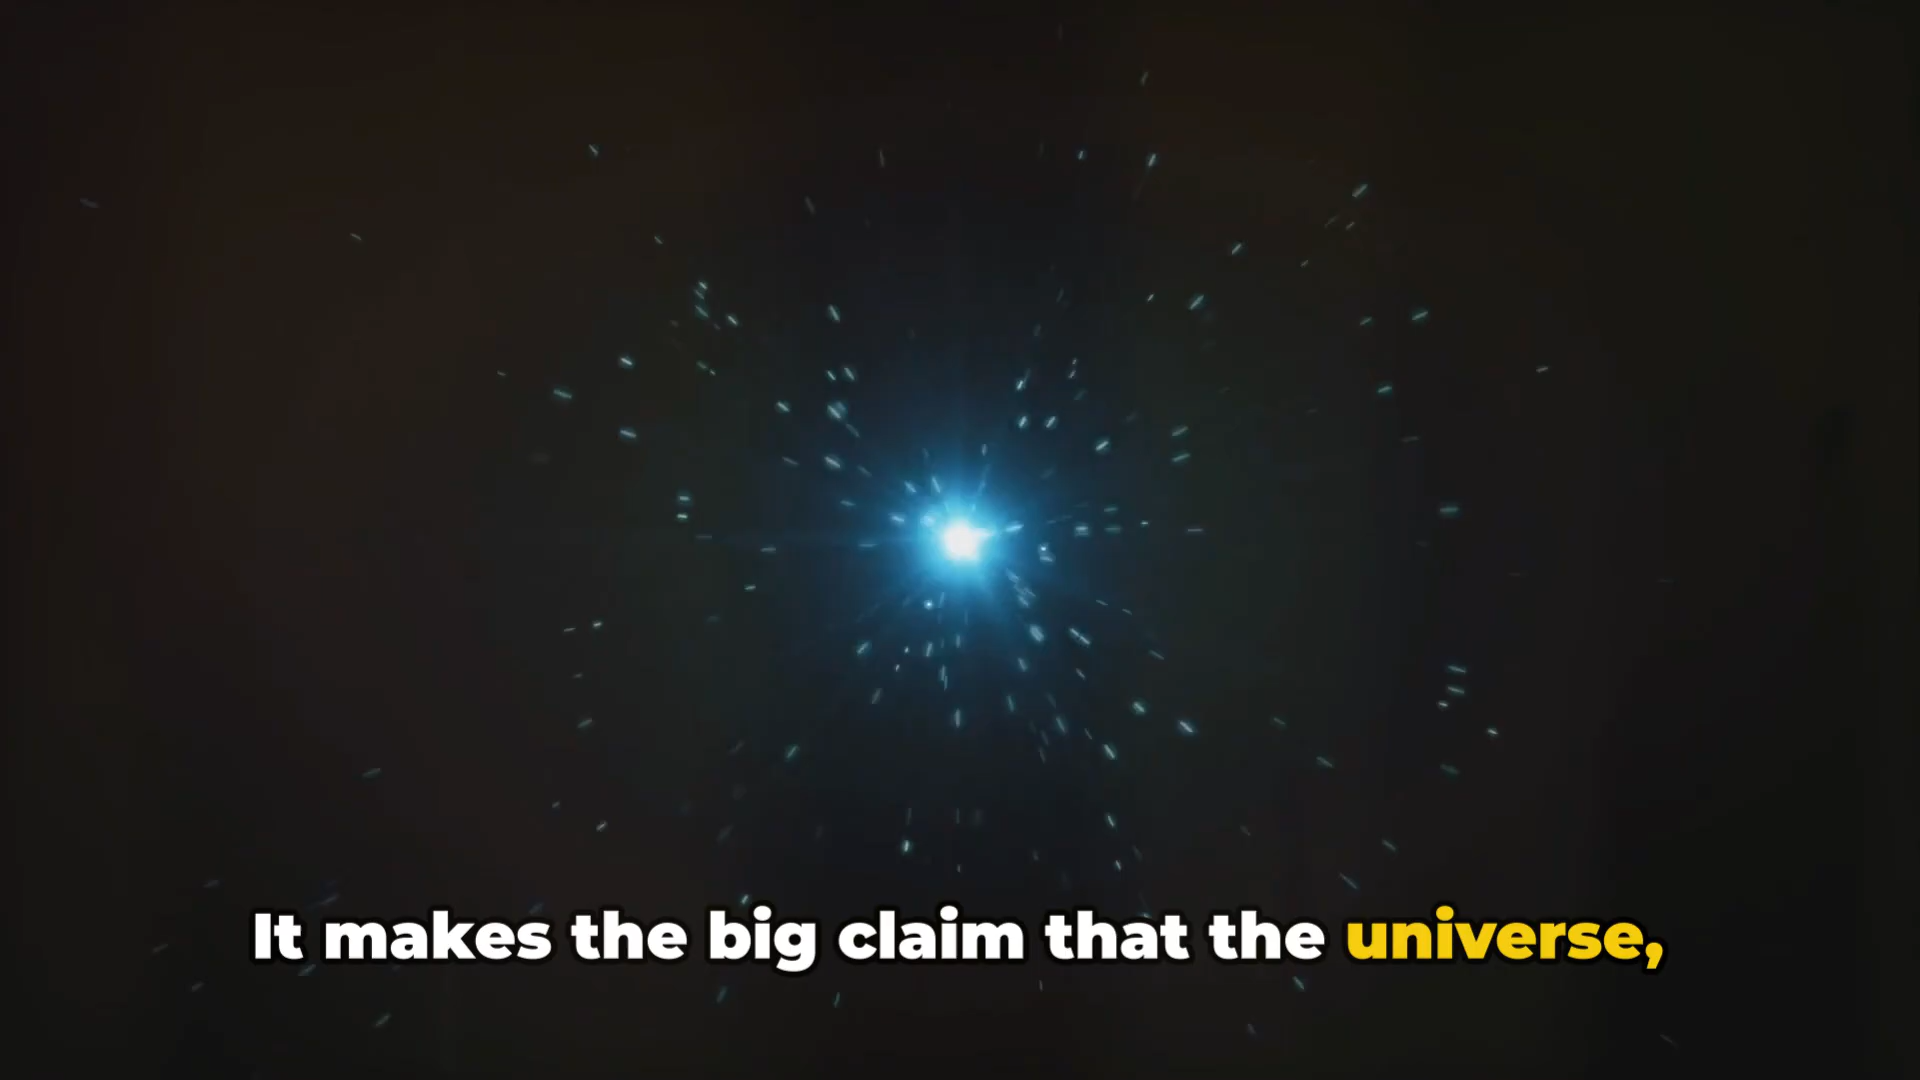 It makes the big claim that the universe,